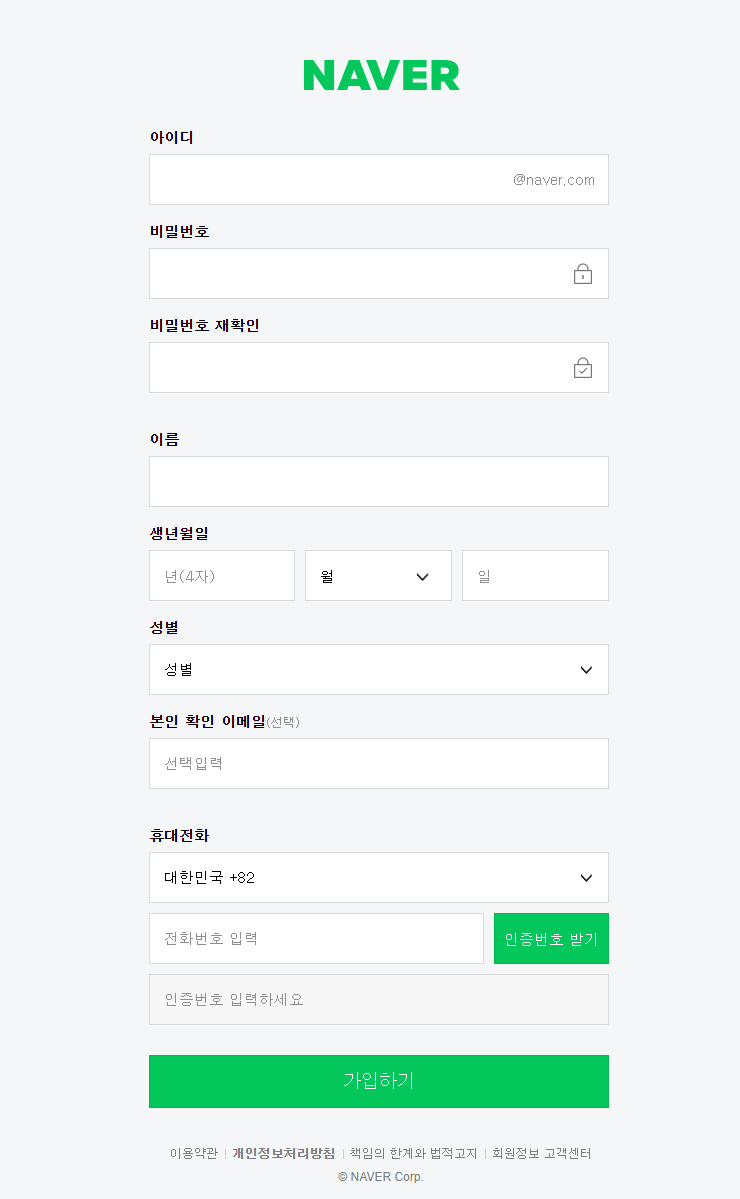 NAVER
아이디
@naver.com
비밀번호
비밀번호 재확인
이름
생년월일
년(4자) 월 일
성별
성별
본인 확인 이메일(선택)
선택입력
휴대전화
대한민국 +82
전화번호 입력 인증번호 받기
인증번호 입력하세요
가입하기
이용약관 | 개인정보처리방침 | 책임의 한계와 법적고지 | 회원정보 고객센터
© NAVER Corp.